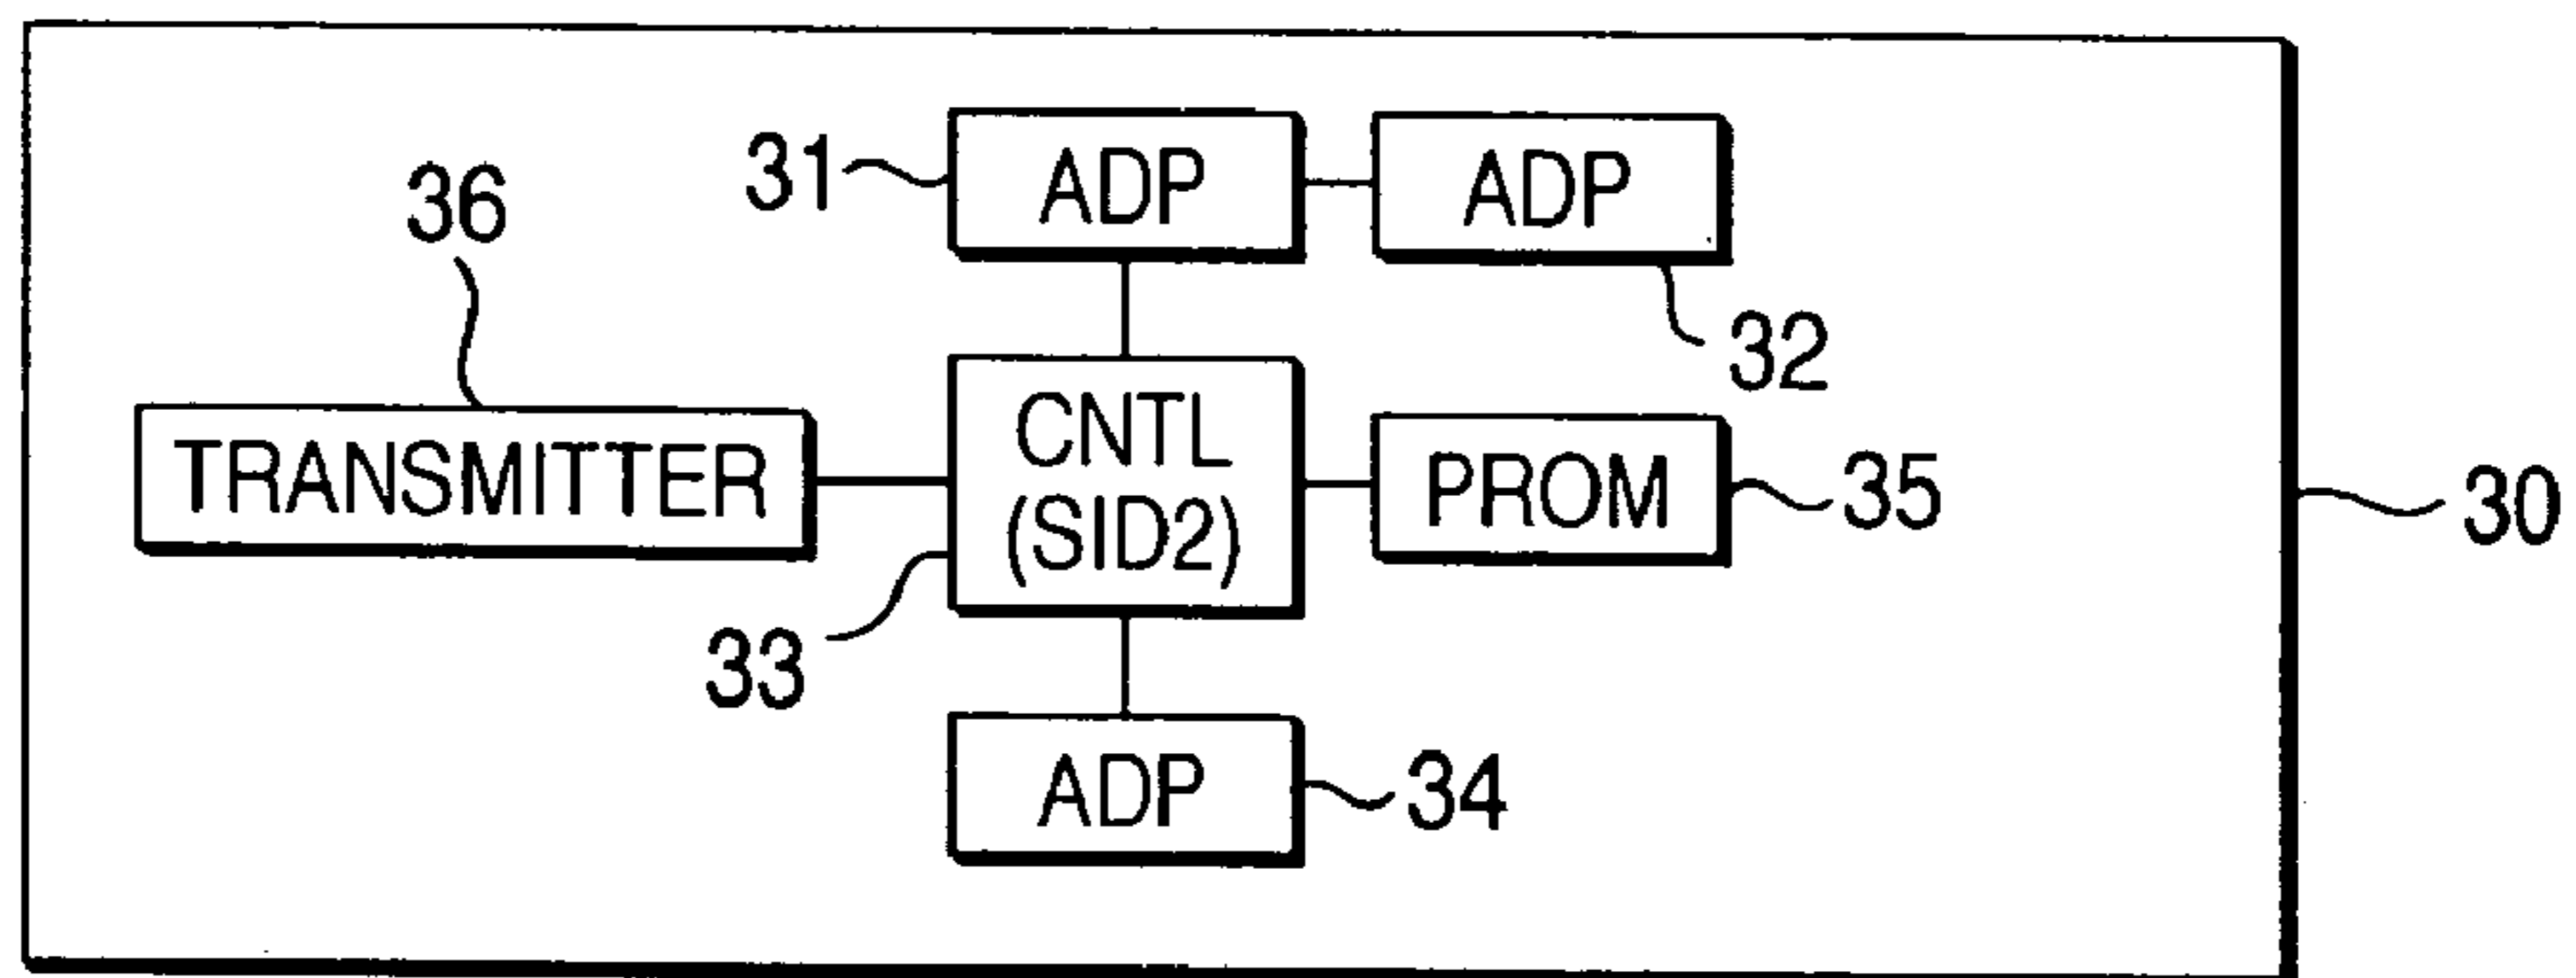 31
ADP
ADP
36
32
TRANSMITTER
CNTL
(SID2)
PROM
35
30
33
ADP
34